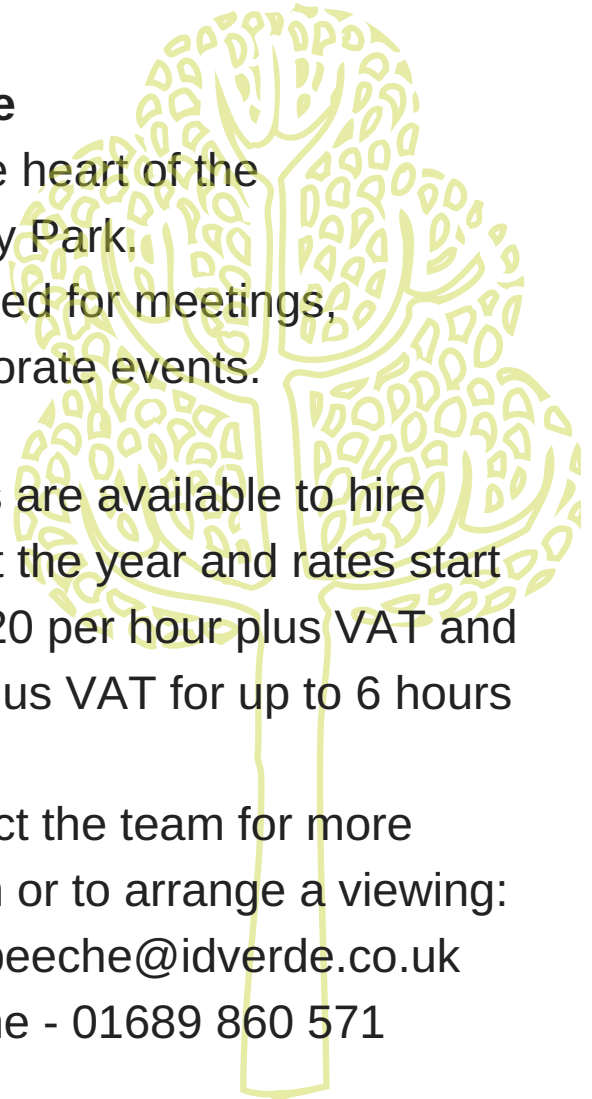 e
e heart of the
y Park.
ed for meetings,
orate events.
s are available to hire
t the year and rates start
20 per hour plus VAT and
lus VAT for up to 6 hours
ct the team for more
n or to arrange a viewing:
beeche@idverde.co.uk
ne - 01689 860 571